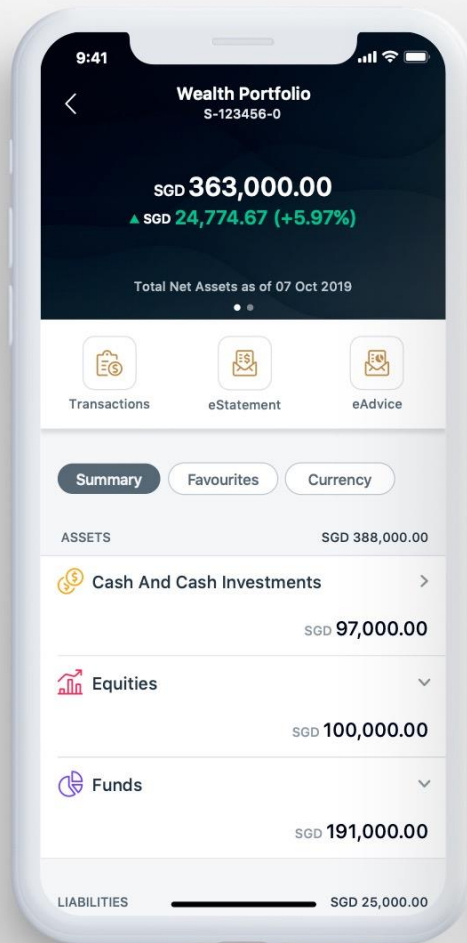 9:41
Wealth Portfolio
S-123456-0
SGD 363,000.00
▲ SGD 24,774.67 (+5.97%)
Total Net Assets as of 07 Oct 2019
Transactions eStatement eAdvice
Summary Favourites Currency
ASSETS SGD 388,000.00
Cash And Cash Investments
SGD 97,000.00
Equities
SGD 100,000.00
Funds
SGD 191,000.00
LIABILITIES SGD 25,000.00